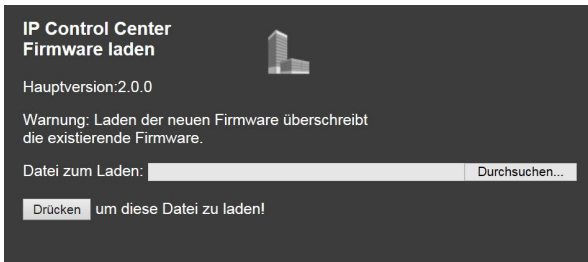 IP Control Center
Firmware laden
Hauptversion:2.0.0
Warnung: Laden der neuen Firmware überschreibt
die existierende Firmware.
Datei zum Laden: Durchsuchen...
Drücken um diese Datei zu laden!